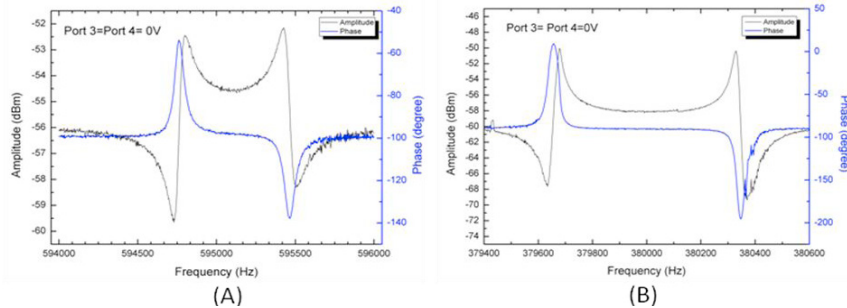 Port 3=Port 4= 0V
Amplitude
Phase
Amplitude (dBm)
-52
-53
-54
-55
-56
-57
-58
-59
-60
Phase (degree)
-40
-60
-80
-100
-120
-140
594000 594500 595000 595500 596000
Frequency (Hz)
(A)
Port 3= Port 4=0V
Amplitude
Phase
Amplitude (dBm)
-46
-48
-50
-52
-54
-56
-58
-60
-62
-64
-66
-68
-70
-72
-74
Phase (degree)
50
0
-50
-100
-150
-200
379400 379600 379800 380000 380200 380400 380600
Frequency (Hz)
(B)